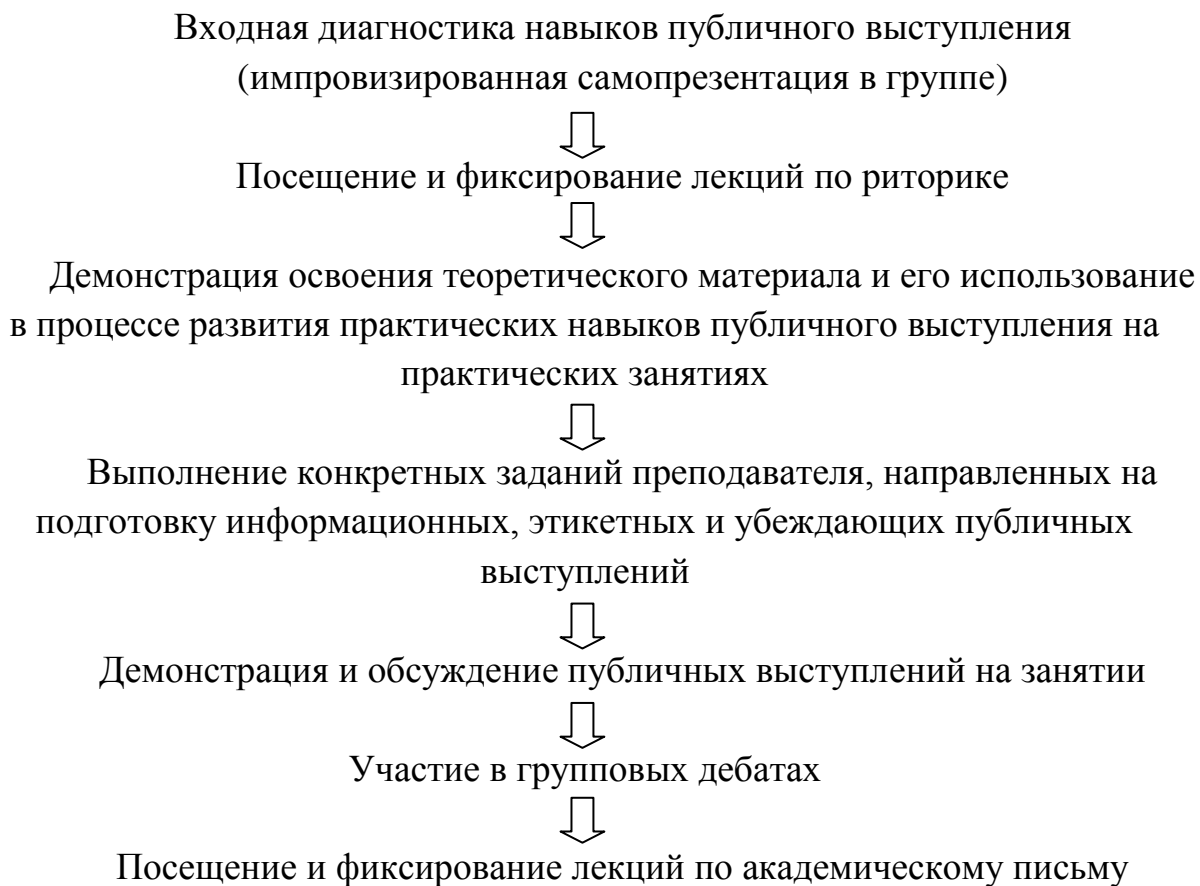 Входная диагностика навыков публичного выступления
(импровизированная самопрезентация в группе)
Посещение и фиксирование лекций по риторике
Демонстрация освоения теоретического материала и его использование
в процессе развития практических навыков публичного выступления на
практических занятиях
Выполнение конкретных заданий преподавателя, направленных на
подготовку информационных, этикетных и убеждающих публичных
выступлений
Демонстрация и обсуждение публичных выступлений на занятии
Участие в групповых дебатах
Посещение и фиксирование лекций по академическому письму